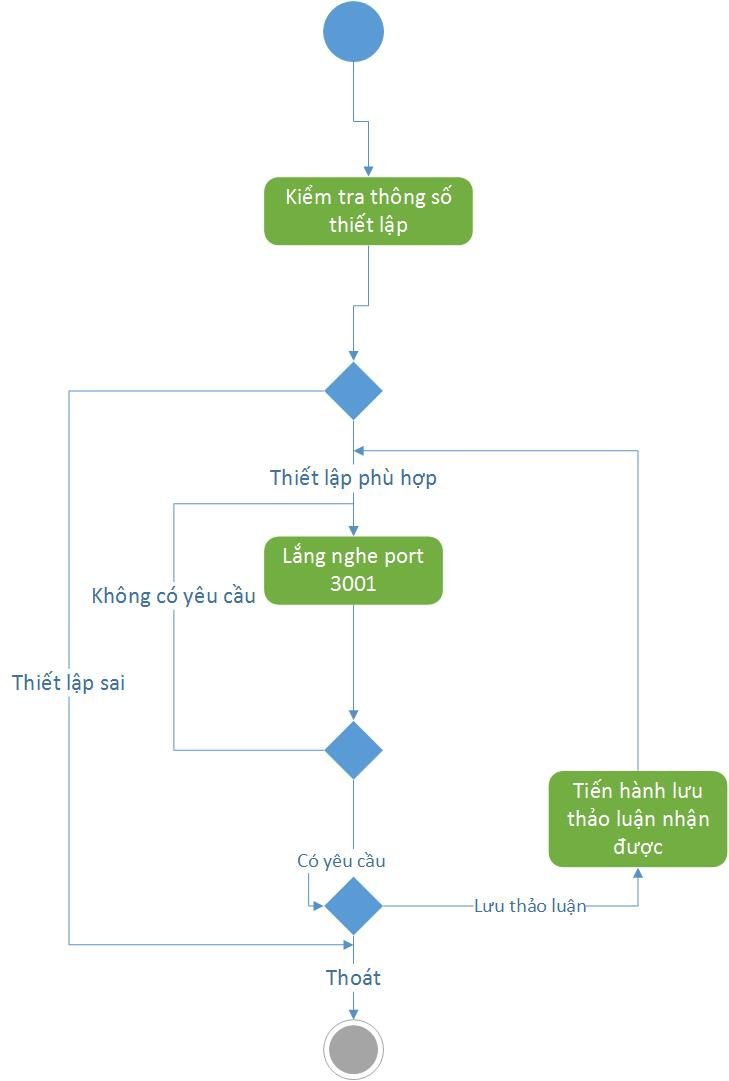 Kiểm tra thông số
thiết lập
Thiết lập phù hợp
Lắng nghe port
3001
Không có yêu cầu
Thiết lập sai
Tiến hành lưu
thảo luận nhận
được
Có yêu cầu
Lưu thảo luận
Thoát